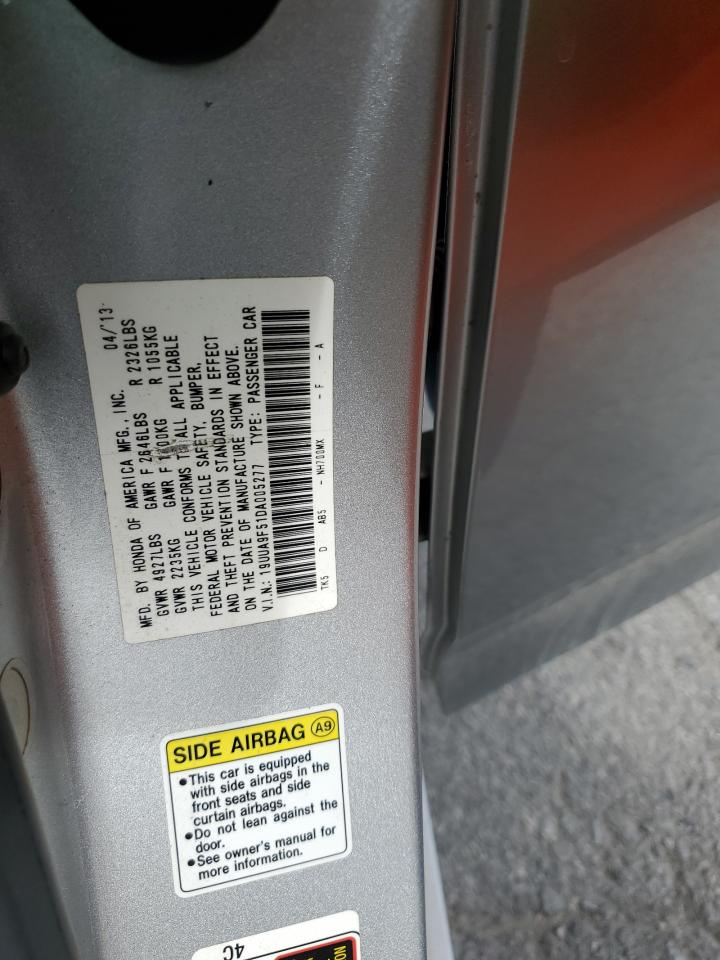 MFD. BY HONDA OF AMERICA MFG., INC. 04/'13
GVWR 4927LBS GAWR F 2646LBS R 2326LBS
GVWR 2235KG GAWR F 1200KG R 1055KG
THIS VEHICLE CONFORMS TO ALL APPLICABLE
FEDERAL MOTOR VEHICLE SAFETY, BUMPER,
AND THEFT PREVENTION STANDARDS IN EFFECT
ON THE DATE OF MANUFACTURE SHOWN ABOVE.
V.I.N.: 19UUA9F51DA005277 TYPE: PASSENGER CAR
TK5 D AB5 - NH700MX - F - A
SIDE AIRBAG A9
•This car is equipped
with side airbags in the
front seats and side
curtain airbags.
•Do not lean against the
door.
•See owner's manual for
more information.
4C